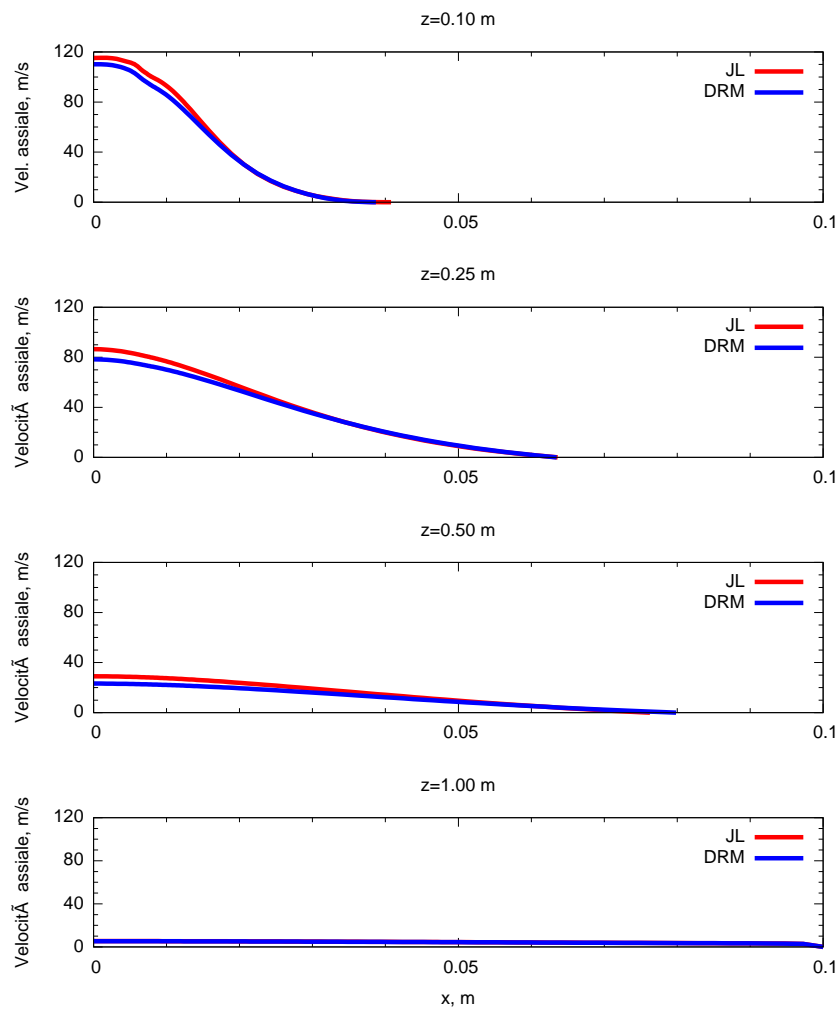 z=0.10 m
Vel. assiale, m/s
120
80
40
0
JL
DRM
0 0.05 0.1
z=0.25 m
VelocitÃ  assiale, m/s
120
80
40
0
JL
DRM
0 0.05 0.1
z=0.50 m
VelocitÃ  assiale, m/s
120
80
40
0
JL
DRM
0 0.05 0.1
z=1.00 m
VelocitÃ  assiale, m/s
120
80
40
0
JL
DRM
0 0.05 0.1
x, m